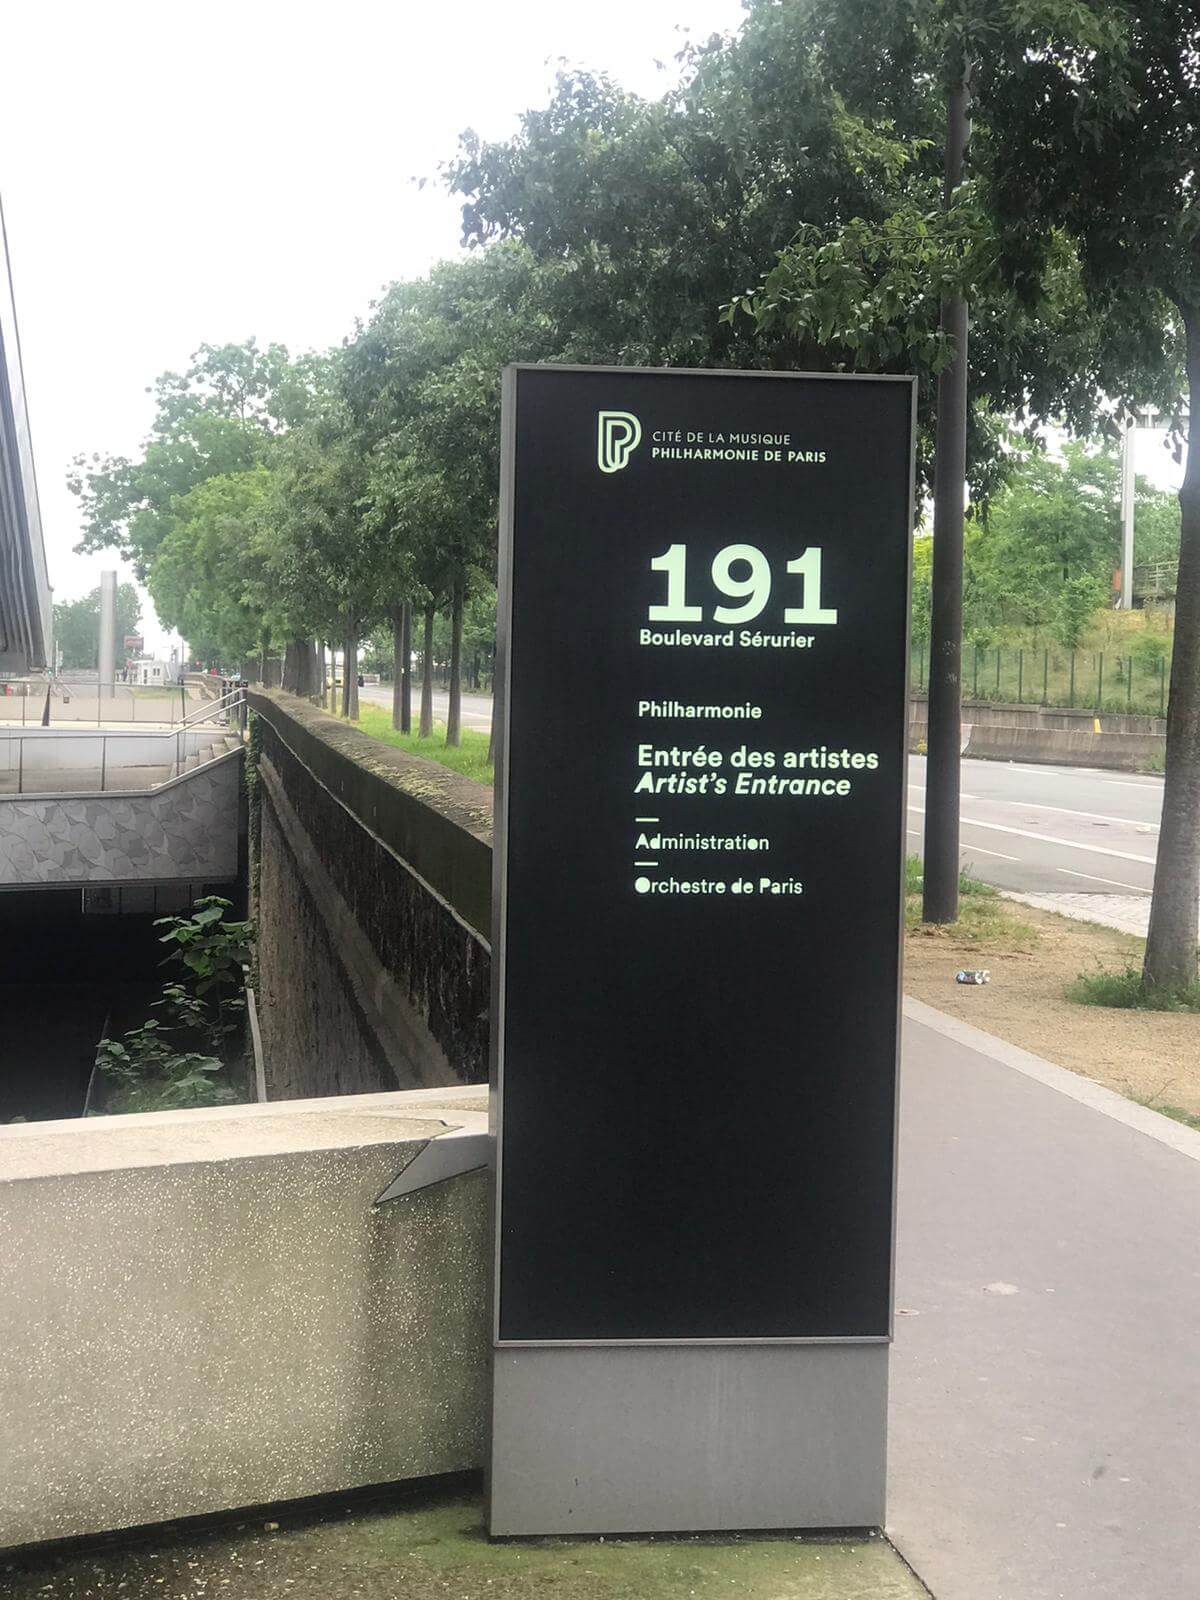 CITÉ DE LA MUSIQUE
PHILHARMONIE DE PARIS
191
Boulevard Sérurier
Philharmonie
Entrée des artistes
Artist's Entrance
Administration
Orchestre de Paris